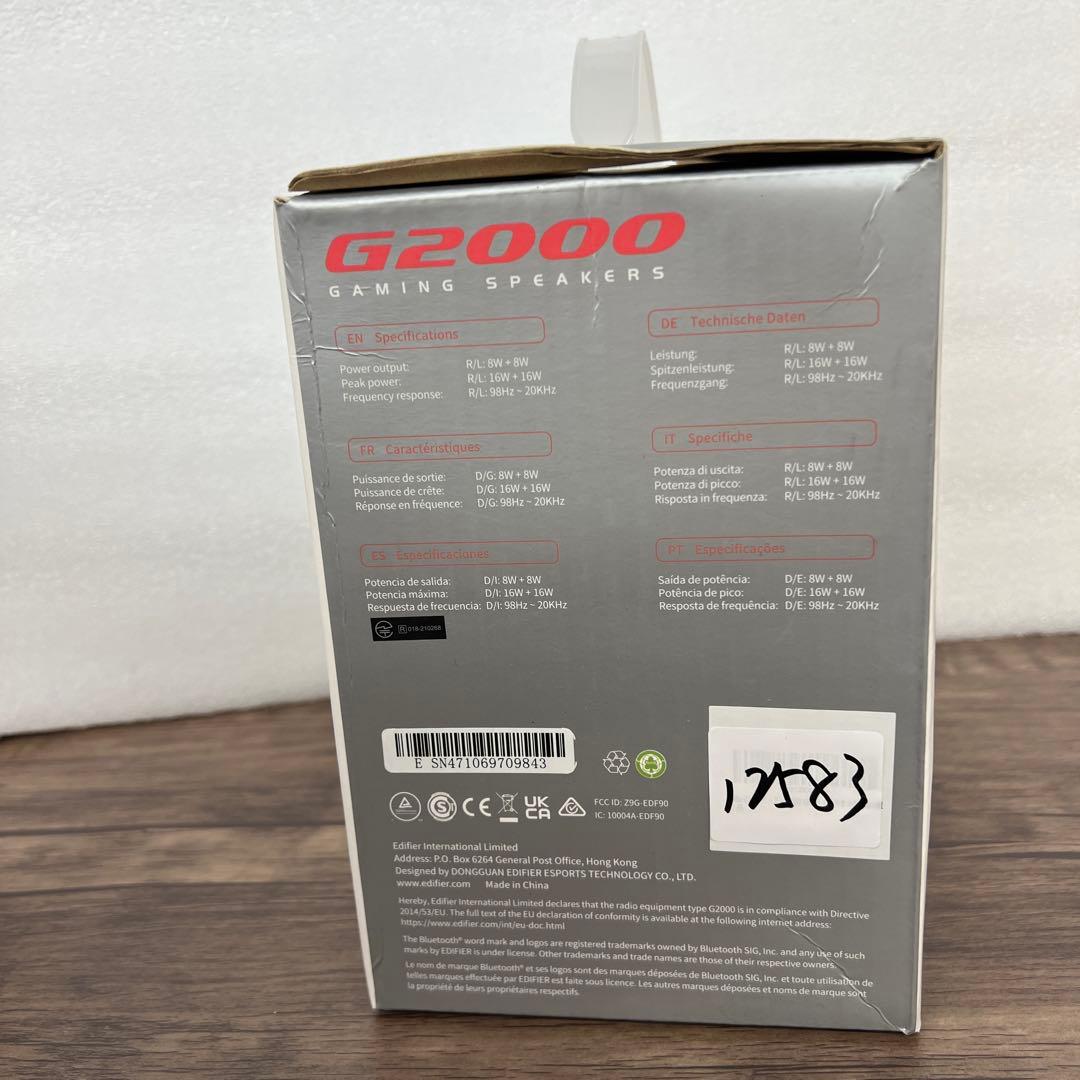 G2000
GAMING SPEAKERS
EN Specifications
Power output: R/L: 8W + 8W
Peak power: R/L: 16W + 16W
Frequency response: R/L: 98Hz ~ 20KHz
DE Technische Daten
Leistung: R/L: 8W + 8W
Spitzenleistung: R/L: 16W + 16W
Frequenzgang: R/L: 98Hz ~ 20KHz
FR Caractéristiques
Puissance de sortie: D/G: 8W + 8W
Puissance de crête: D/G: 16W + 16W
Réponse en fréquence: D/G: 98Hz ~ 20KHz
IT Specifiche
Potenza di uscita: R/L: 8W + 8W
Potenza di picco: R/L: 16W + 16W
Risposta in frequenza: R/L: 98Hz ~ 20KHz
ES Especificaciones
Potencia de salida: D/I: 8W + 8W
Potencia máxima: D/I: 16W + 16W
Respuesta de frecuencia: D/I: 98Hz ~ 20KHz
PT Especificações
Saída de potência: D/E: 8W + 8W
Potência de pico: D/E: 16W + 16W
Resposta de frequência: D/E: 98Hz ~ 20KHz
R 018-210268
E SN471069709843
CE UK CA
FCC ID: Z9G-EDF90
IC: 10004A-EDF90
Edifier International Limited
Address: P.O. Box 6264 General Post Office, Hong Kong
Designed by DONGGUAN EDIFIER ESPORTS TECHNOLOGY CO., LTD.
www.edifier.com Made in China
Hereby, Edifier International Limited declares that the radio equipment type G2000 is in compliance with Directive
2014/53/EU. The full text of the EU declaration of conformity is available at the following internet address:
https://www.edifier.com/int/eu-doc.html
The Bluetooth® word mark and logos are registered trademarks owned by Bluetooth SIG, Inc. and any use of such
marks by EDIFIER is under license. Other trademarks and trade names are those of their respective owners.
Le nom de marque Bluetooth® et ses logos sont des marques déposées de Bluetooth SIG, Inc. et toute utilisation de
telles marques effectuée par EDIFIER est faite sous licence. Les autres marques déposées et noms de marque sont
la propriété de leurs propriétaires respectifs.